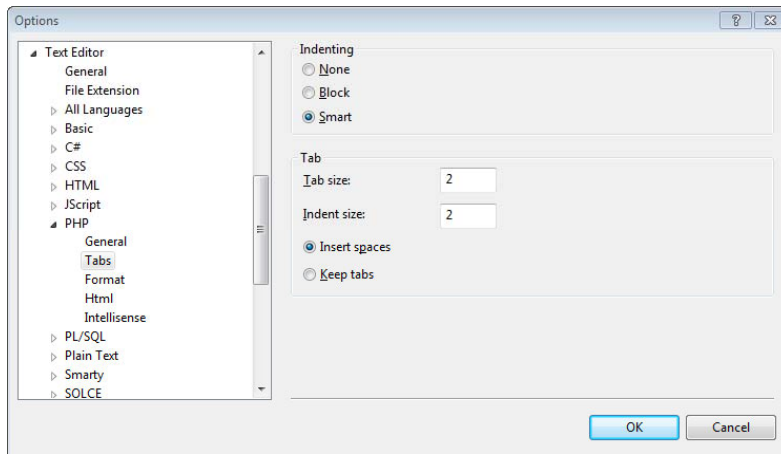 Options
Text Editor
General
File Extension
All Languages
Basic
C#
CSS
HTML
JScript
PHP
General
Tabs
Format
Html
Intellisense
PL/SQL
Plain Text
Smarty
SOLCE
Indenting
None
Block
Smart
Tab
Tab size: 2
Indent size: 2
Insert spaces
Keep tabs
OK Cancel